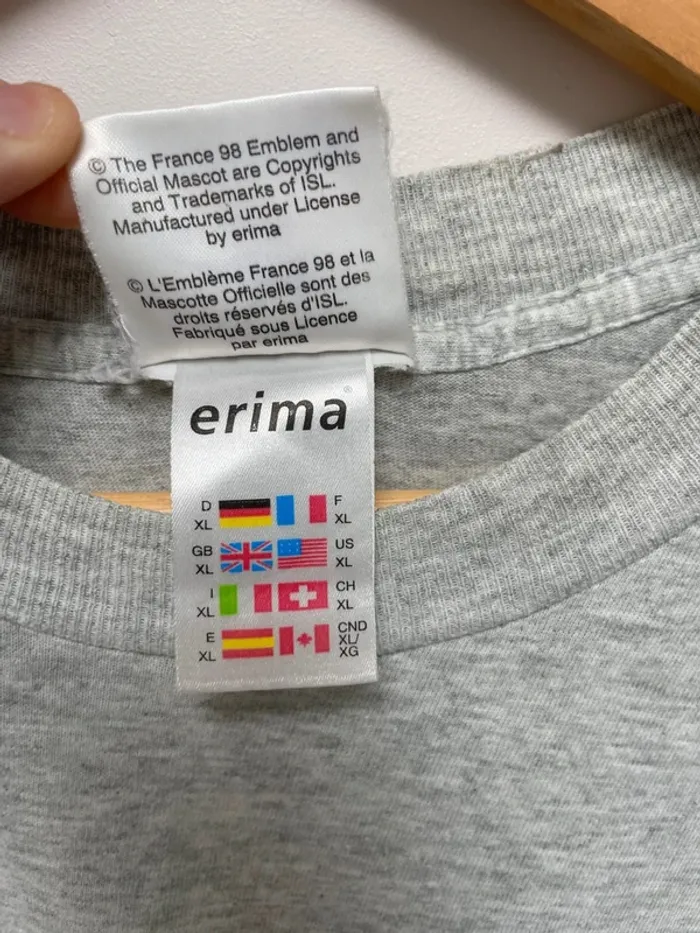 © The France 98 Emblem and
Official Mascot are Copyrights
and Trademarks of ISL.
Manufactured under License
by erima
© L'Emblème France 98 et la
Mascotte Officielle sont des
droits réservés d'ISL.
Fabriqué sous Licence
par erima
erima®
D F
XL XL
GB US
XL XL
I CH
XL XL
E CND
XL XL/
XG